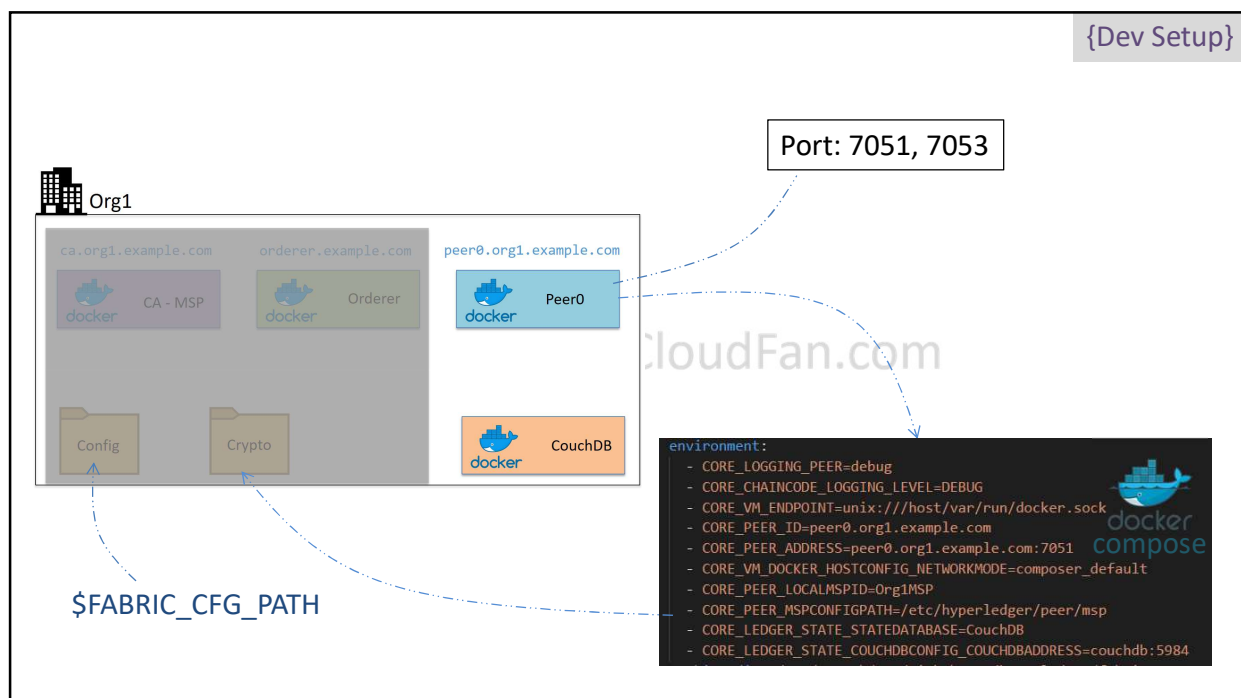 {Dev Setup}
Port: 7051, 7053
Org1
ca.org1.example.com
orderer.example.com
peer0.org1.example.com
docker
CA - MSP
docker
Orderer
docker
Peer0
loudFan.com
Config
Crypto
docker
CouchDB
$FABRIC_CFG_PATH
environment:
- CORE_LOGGING_PEER=debug
- CORE_CHAINCODE_LOGGING_LEVEL=DEBUG
- CORE_VM_ENDPOINT=unix:///host/var/run/docker.sock
- CORE_PEER_ID=peer0.org1.example.com
- CORE_PEER_ADDRESS=peer0.org1.example.com:7051
- CORE_VM_DOCKER_HOSTCONFIG_NETWORKMODE=composer_default
- CORE_PEER_LOCALMSPID=Org1MSP
- CORE_PEER_MSPCONFIGPATH=/etc/hyperledger/peer/msp
- CORE_LEDGER_STATE_STATEDATABASE=CouchDB
- CORE_LEDGER_STATE_COUCHDBCONFIG_COUCHDBADDRESS=couchdb:5984
docker
compose